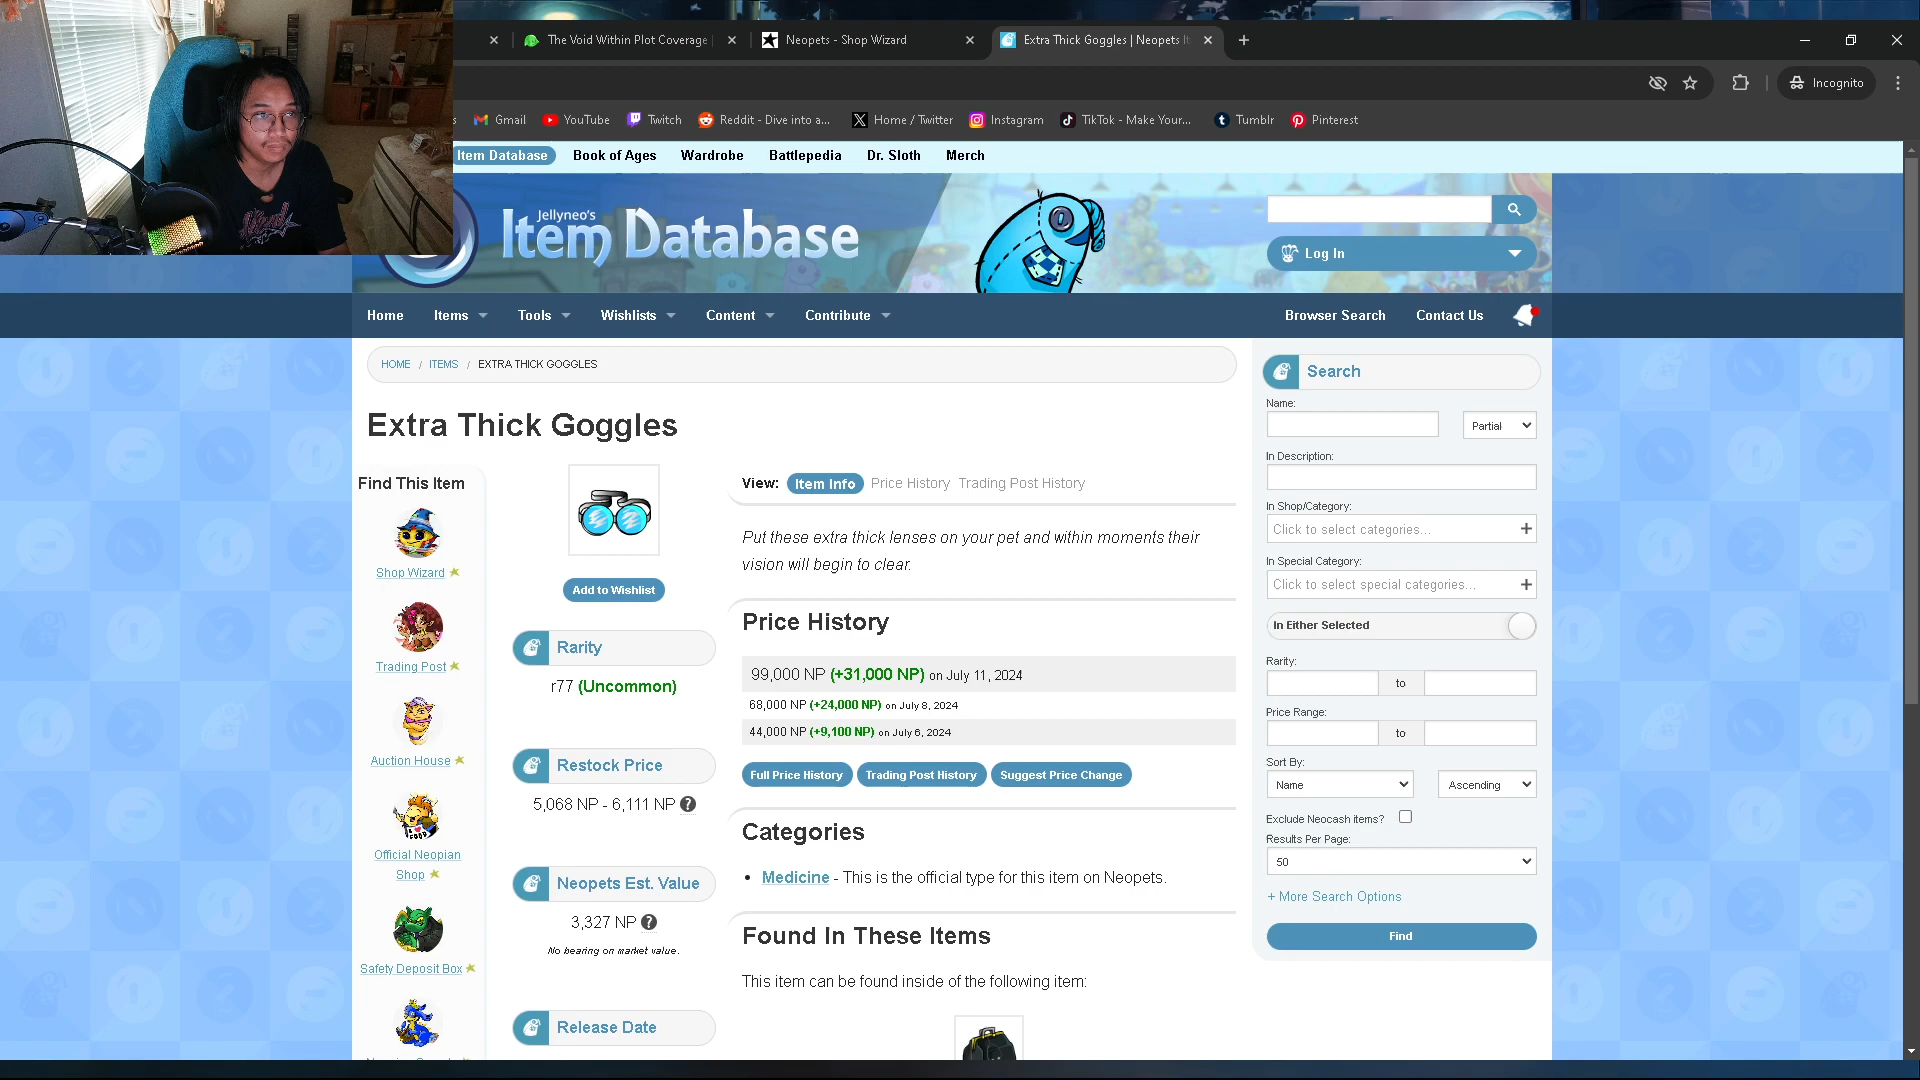 The Void Within Plot Coverage
Neopets - Shop Wizard
Extra Thick Goggles | Neopets It
Incognito
s
Gmail
YouTube
Twitch
Reddit - Dive into a...
Home / Twitter
Instagram
TikTok - Make Your...
Tumblr
Pinterest
Item Database
Book of Ages
Wardrobe
Battlepedia
Dr. Sloth
Merch
Jellyneo's
Item Database
Log In
Home
Items
Tools
Wishlists
Content
Contribute
Browser Search
Contact Us
HOME / ITEMS / EXTRA THICK GOGGLES
Extra Thick Goggles
Find This Item
Shop Wizard
Trading Post
Auction House
Official Neopian
Shop
Safety Deposit Box
Add to Wishlist
Rarity
r77 (Uncommon)
Restock Price
5,068 NP - 6,111 NP ?
Neopets Est. Value
3,327 NP ?
No bearing on market value.
Release Date
View: Item Info Price History Trading Post History
Put these extra thick lenses on your pet and within moments their
vision will begin to clear.
Price History
99,000 NP (+31,000 NP) on July 11, 2024
68,000 NP (+24,000 NP) on July 8, 2024
44,000 NP (+9,100 NP) on July 6, 2024
Full Price History
Trading Post History
Suggest Price Change
Categories
• Medicine - This is the official type for this item on Neopets.
Found In These Items
This item can be found inside of the following item:
Search
Name:
Partial
In Description:
In Shop/Category:
Click to select categories... +
In Special Category:
Click to select special categories... +
In Either Selected
Rarity:
to
Price Range:
to
Sort By:
Name
Ascending
Exclude Neocash items?
Results Per Page:
50
+ More Search Options
Find